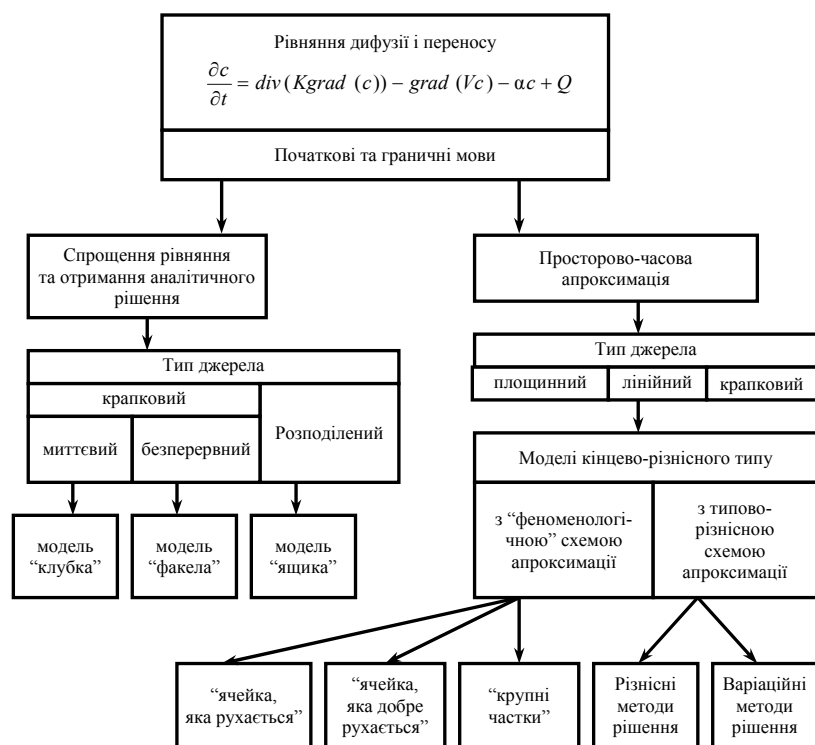 Рівняння дифузії і переносу
∂c/∂t = div (Kgrad (c)) – grad (Vc) – αc + Q
Початкові та граничні мови
Спрощення рівняння
та отримання аналітичного
рішення
Просторово-часова
апроксимація
Тип джерела
крапковий
миттєвий
безперервний
Розподілений
Тип джерела
площинний
лінійний
крапковий
модель
“клубка”
модель
“факела”
модель
“ящика”
Моделі кінцево-різнісного типу
з “феноменологі-
чною” схемою
апроксимації
з типово-
різнісною
схемою
апроксимації
“ячейка,
яка рухається”
“ячейка,
яка добре
рухається”
“крупні
частки”
Різнісні
методи
рішення
Варіаційні
методи
рішення